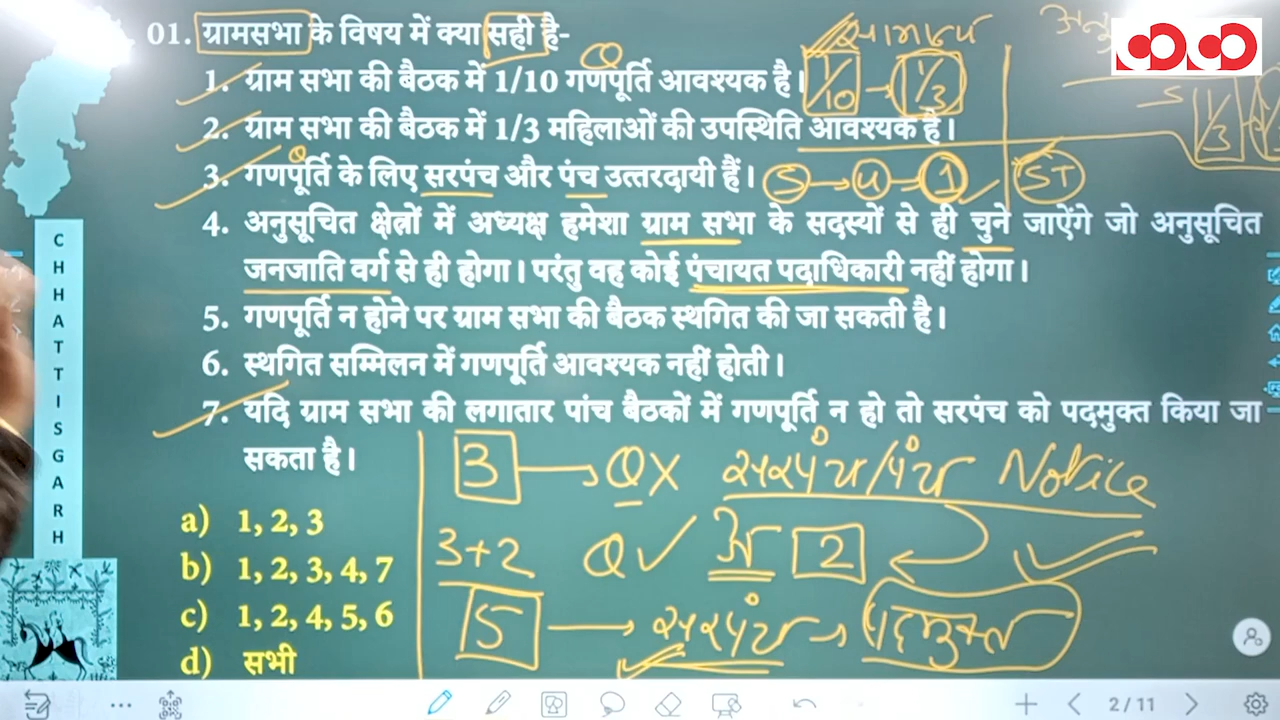 01. ग्रामसभा के विषय में क्या सही है-
Q
सामान्य
1. ग्राम सभा की बैठक में 1/10 गणपूर्ति आवश्यक है।
1/10 → 1/3
S 1/3
2. ग्राम सभा की बैठक में 1/3 महिलाओं की उपस्थिति आवश्यक है।
Q
3. गणपूर्ति के लिए सरपंच और पंच उत्तरदायी हैं।
ST
4. अनुसूचित क्षेत्रों में अध्यक्ष हमेशा ग्राम सभा के सदस्यों से ही चुने जाऐंगे जो अनुसूचित
जनजाति वर्ग से ही होगा। परंतु वह कोई पंचायत पदाधिकारी नहीं होगा।
5. गणपूर्ति न होने पर ग्राम सभा की बैठक स्थगित की जा सकती है।
6. स्थगित सम्मिलन में गणपूर्ति आवश्यक नहीं होती।
7. यदि ग्राम सभा की लगातार पांच बैठकों में गणपूर्ति न हो तो सरपंच को पदमुक्त किया जा
सकता है।
3 → QX सरपंच/पंच Notice
3+2 Q✓ अ 2
5 → सरपंच → पदमुक्त
a) 1, 2, 3
b) 1, 2, 3, 4, 7
c) 1, 2, 4, 5, 6
d) सभी
CHHATTISGARH
2/11